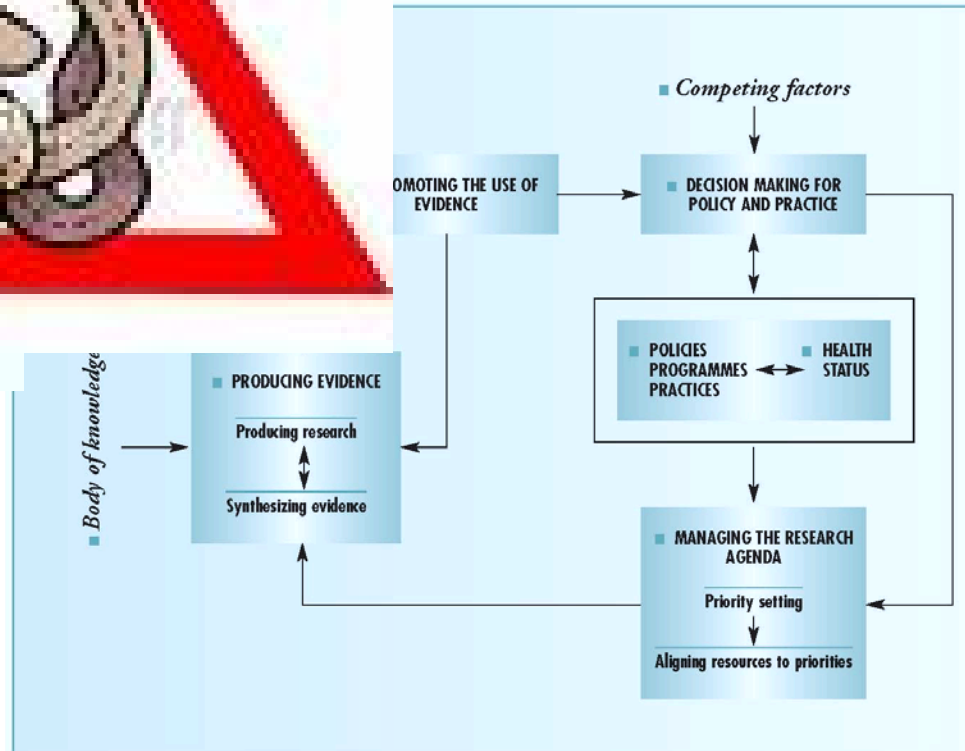 Competing factors
OMOTING THE USE OF
EVIDENCE
DECISION MAKING FOR
POLICY AND PRACTICE
POLICIES
PROGRAMMES
PRACTICES
HEALTH
STATUS
Body of knowledge
PRODUCING EVIDENCE
Producing research
Synthesizing evidence
MANAGING THE RESEARCH
AGENDA
Priority setting
Aligning resources to priorities